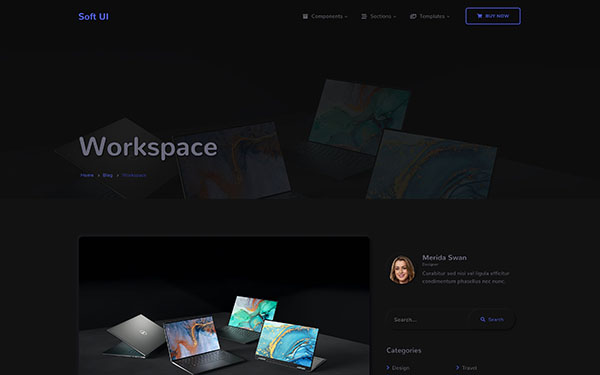 Soft UI
Components
Sections
Templates
BUY NOW
Workspace
Home
Blog
Workspace
Merida Swan
Designer
Curabitur sed nisl vel ligula efficitur
condimentum phasellus nec nunc.
Search...
Search
Categories
Design
Travel